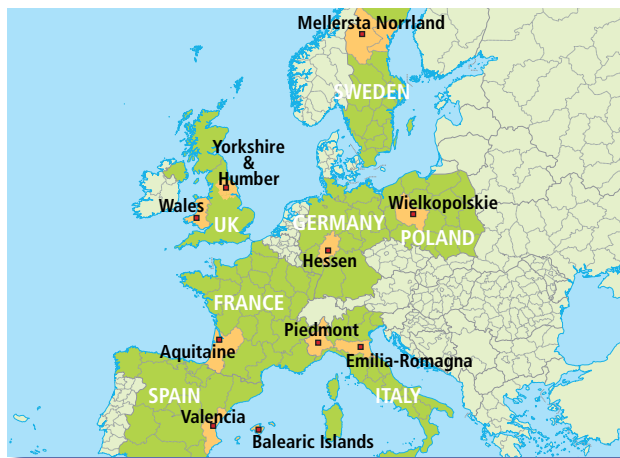 Mellersta Norrland
SWEDEN
Yorkshire
&
Humber
Wales
UK
GERMANY
Wielkopolskie
POLAND
Hessen
FRANCE
Piedmont
Aquitaine
Emilia-Romagna
SPAIN
ITALY
Valencia
Balearic Islands